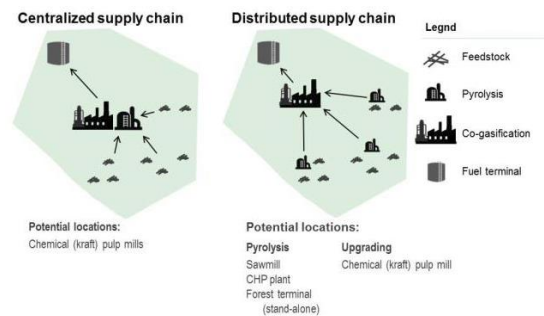 Centralized supply chain
Distributed supply chain
Legnd
Feedstock
Pyrolysis
Co-gasification
Fuel terminal
Potential locations:
Chemical (kraft) pulp mills
Potential locations:
Pyrolysis
Sawmill
CHP plant
Forest terminal
(stand-alone)
Upgrading
Chemical (kraft) pulp mill